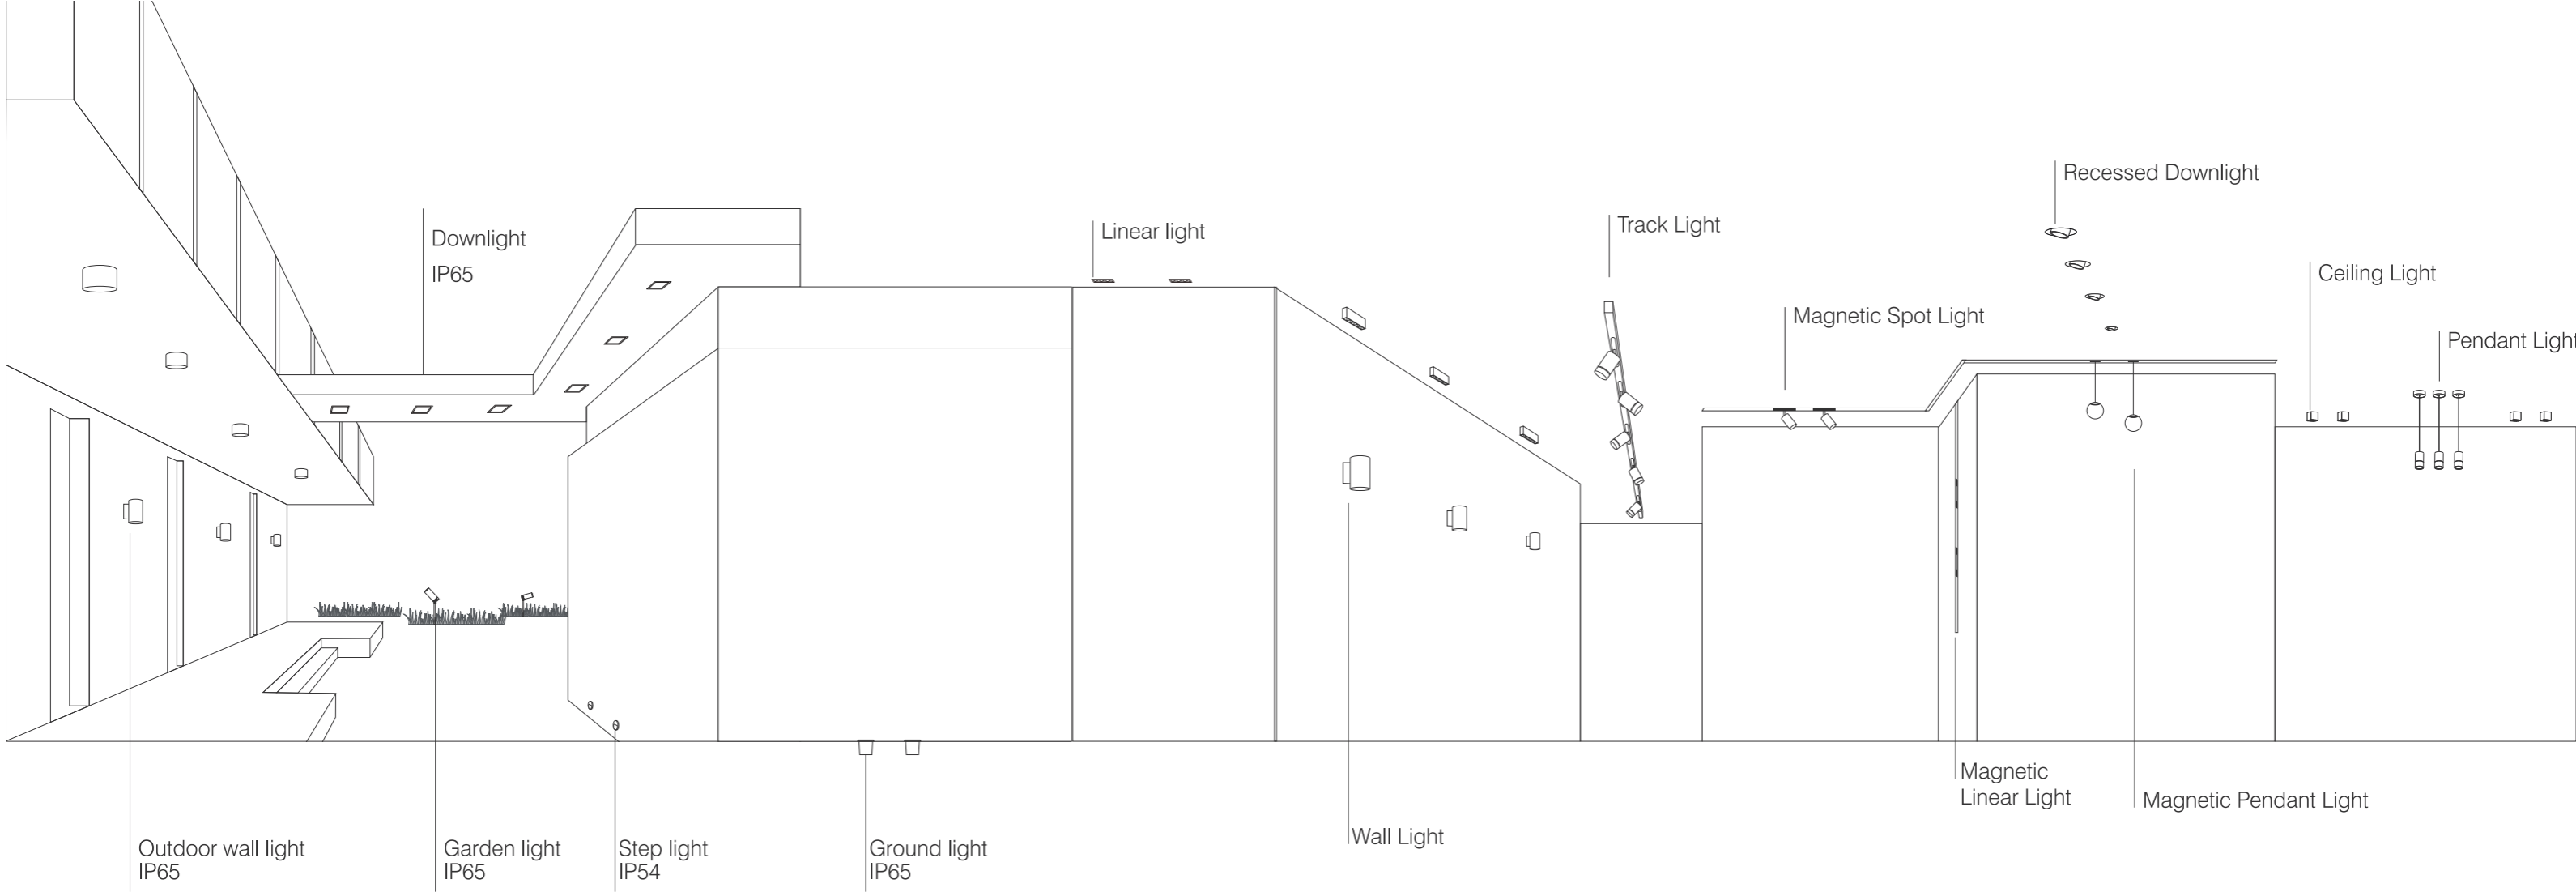 Recessed Downlight
Track Light
Linear light
Downlight
IP65
Ceiling Light
Magnetic Spot Light
Pendant Light
Magnetic
Linear Light
Magnetic Pendant Light
Wall Light
Outdoor wall light
IP65
Garden light
IP65
Step light
IP54
Ground light
IP65